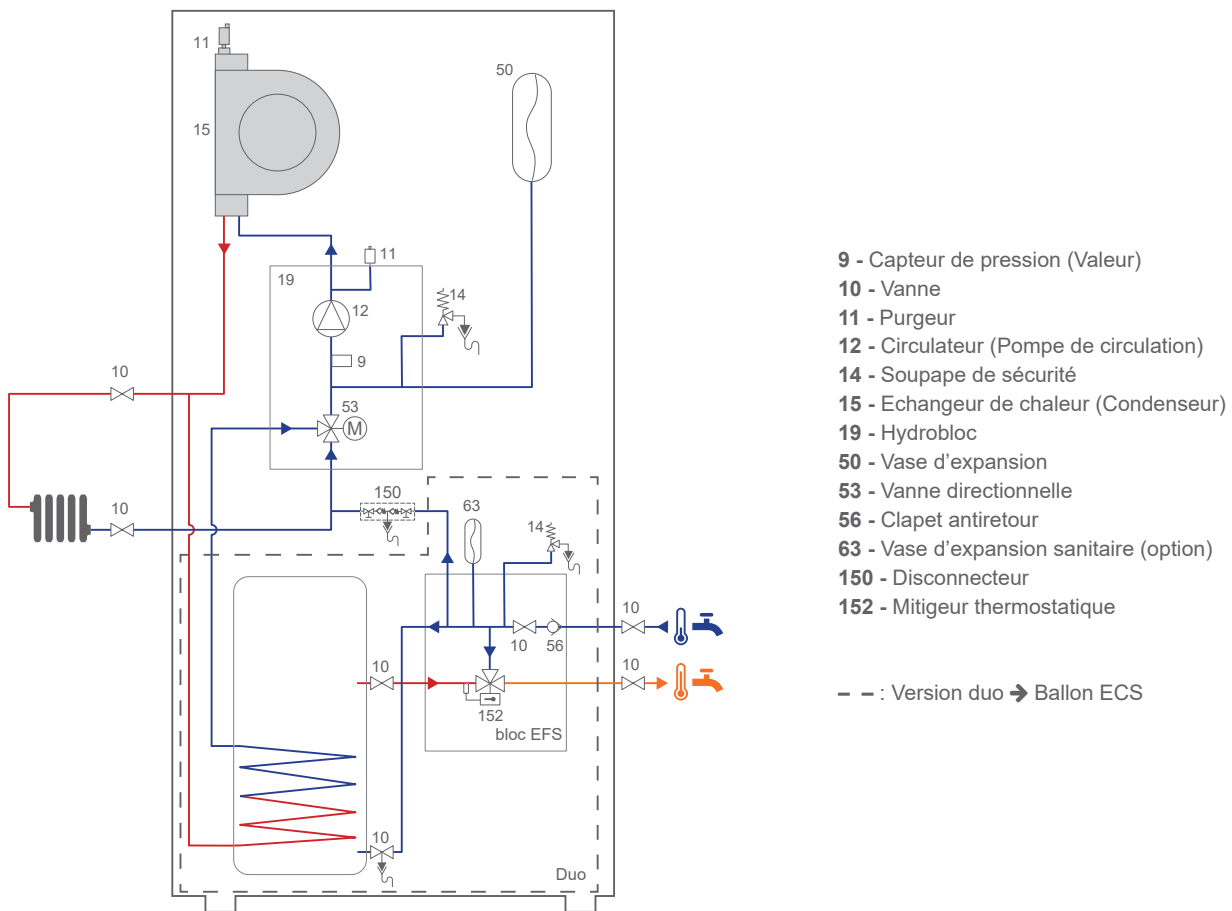 11
50
15
11
19
14
12
9
10
53
M
10
150
63
14
10
10
56
10
10
152
bloc EFS
10
Duo
9 - Capteur de pression (Valeur)
10 - Vanne
11 - Purgeur
12 - Circulateur (Pompe de circulation)
14 - Soupape de sécurité
15 - Echangeur de chaleur (Condenseur)
19 - Hydrobloc
50 - Vase d’expansion
53 - Vanne directionnelle
56 - Clapet antiretour
63 - Vase d’expansion sanitaire (option)
150 - Disconnecteur
152 - Mitigeur thermostatique
– – : Version duo ➔ Ballon ECS